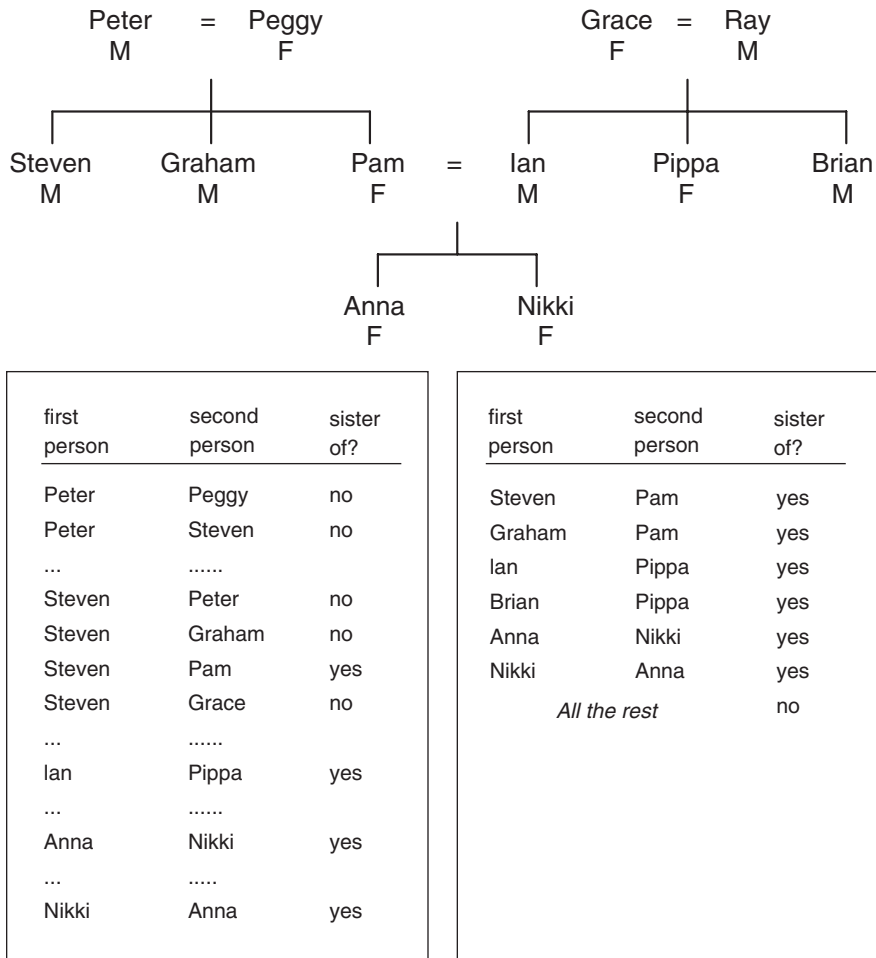 Peter = Peggy Grace = Ray
M F F M
Steven Graham Pam = Ian Pippa Brian
M M F M F M
Anna Nikki
F F
first second sister
person person of?
Peter Peggy no
Peter Steven no
... ......
Steven Peter no
Steven Graham no
Steven Pam yes
Steven Grace no
... ......
Ian Pippa yes
... ......
Anna Nikki yes
... .....
Nikki Anna yes
first second sister
person person of?
Steven Pam yes
Graham Pam yes
Ian Pippa yes
Brian Pippa yes
Anna Nikki yes
Nikki Anna yes
All the rest no